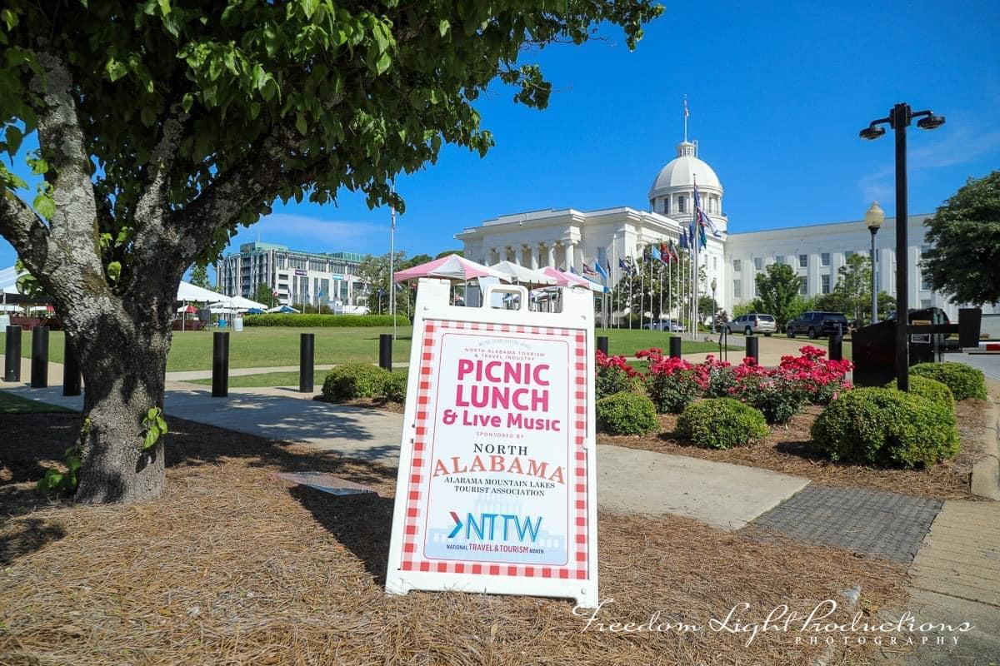 NORTH ALABAMA TOURISM
& TRAVEL INDUSTRY
PICNIC
LUNCH
& LIVE MUSIC
SPONSORED BY
NORTH
ALABAMA
ALABAMA MOUNTAIN LAKES
TOURIST ASSOCIATION
NTTW
NATIONAL TRAVEL & TOURISM MONTH
Freedom Light Productions
PHOTOGRAPHY